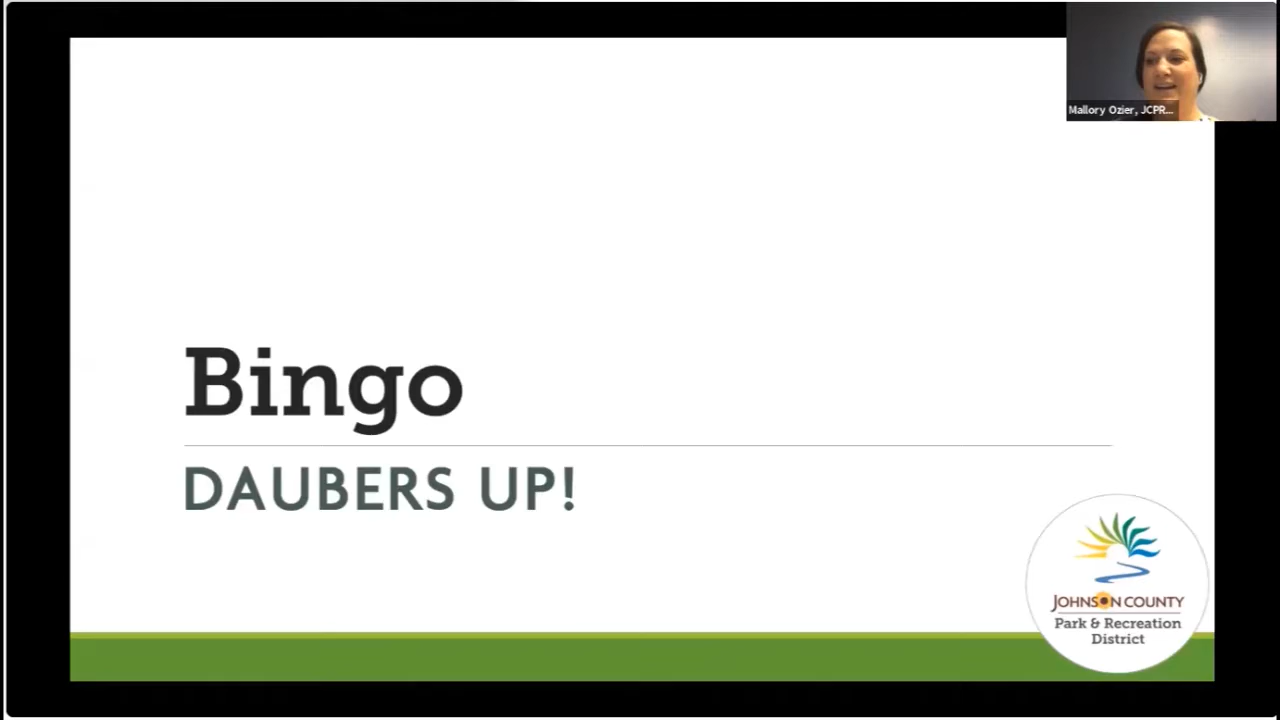 Mallory Ozier, JCPR...
Bingo
DAUBERS UP!
JOHNSON COUNTY
Park & Recreation
District